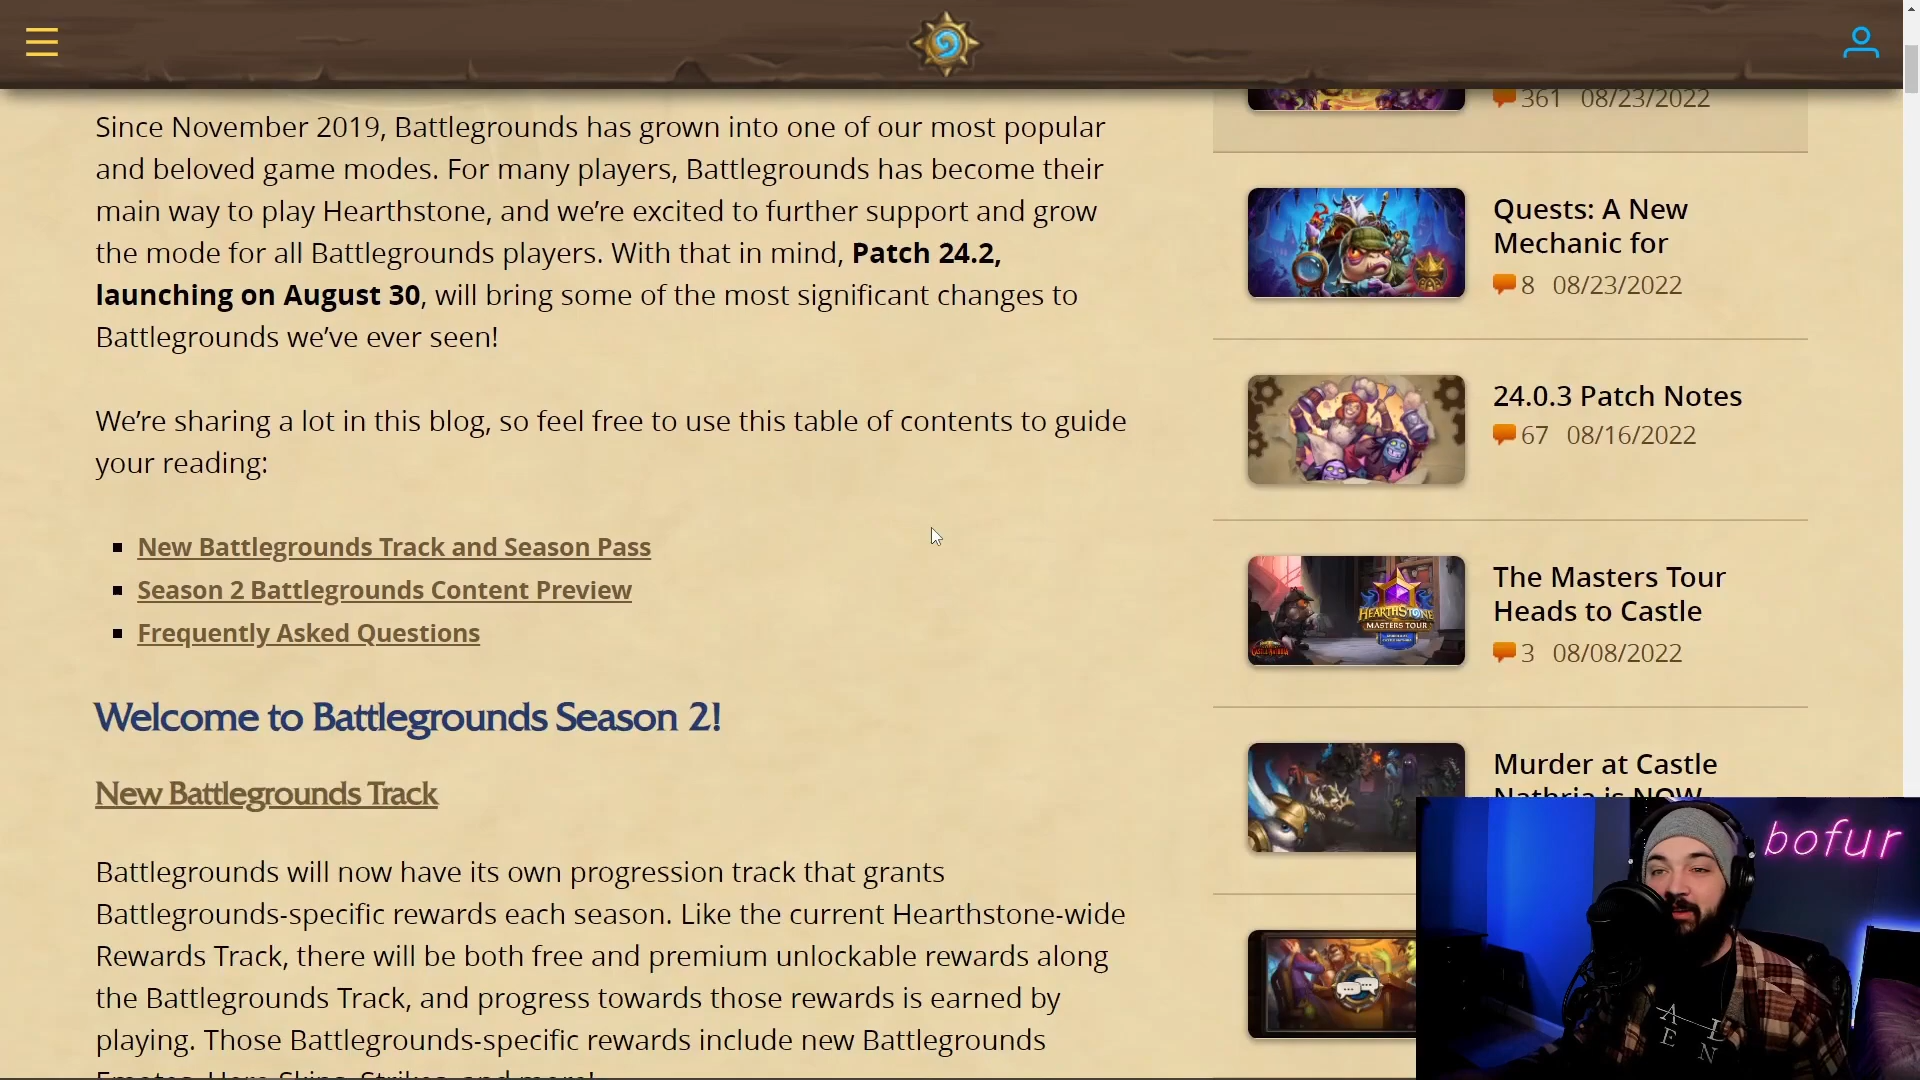 Since November 2019, Battlegrounds has grown into one of our most popular
and beloved game modes. For many players, Battlegrounds has become their
main way to play Hearthstone, and we’re excited to further support and grow
the mode for all Battlegrounds players. With that in mind, Patch 24.2,
launching on August 30, will bring some of the most significant changes to
Battlegrounds we’ve ever seen!
We’re sharing a lot in this blog, so feel free to use this table of contents to guide
your reading:
New Battlegrounds Track and Season Pass
Season 2 Battlegrounds Content Preview
Frequently Asked Questions
Welcome to Battlegrounds Season 2!
New Battlegrounds Track
Battlegrounds will now have its own progression track that grants
Battlegrounds-specific rewards each season. Like the current Hearthstone-wide
Rewards Track, there will be both free and premium unlockable rewards along
the Battlegrounds Track, and progress towards those rewards is earned by
playing. Those Battlegrounds-specific rewards include new Battlegrounds
Emotes, Hero Skins, Strikes, and more!
361 08/23/2022
Quests: A New
Mechanic for
8 08/23/2022
24.0.3 Patch Notes
67 08/16/2022
HEARTHSTONE
MASTERS TOUR
The Masters Tour
Heads to Castle
3 08/08/2022
Murder at Castle
Nathria is NOW
bofur
A L
E N